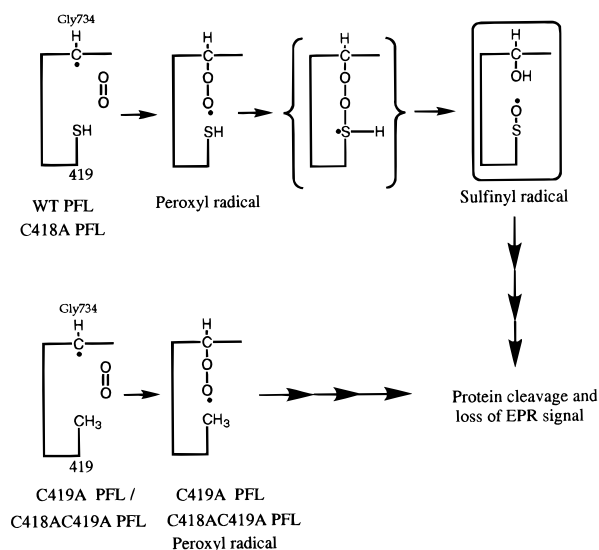 Gly734
H
C
O
O
SH
419
WT PFL
C418A PFL
H
C
O
O
SH
Peroxyl radical
H
C
O
O
S—H
H
C
OH
O
S
Sulfinyl radical
Gly734
H
C
O
O
CH3
419
C419A PFL /
C418AC419A PFL
H
C
O
O
CH3
C419A PFL
C418AC419A PFL
Peroxyl radical
Protein cleavage and
loss of EPR signal